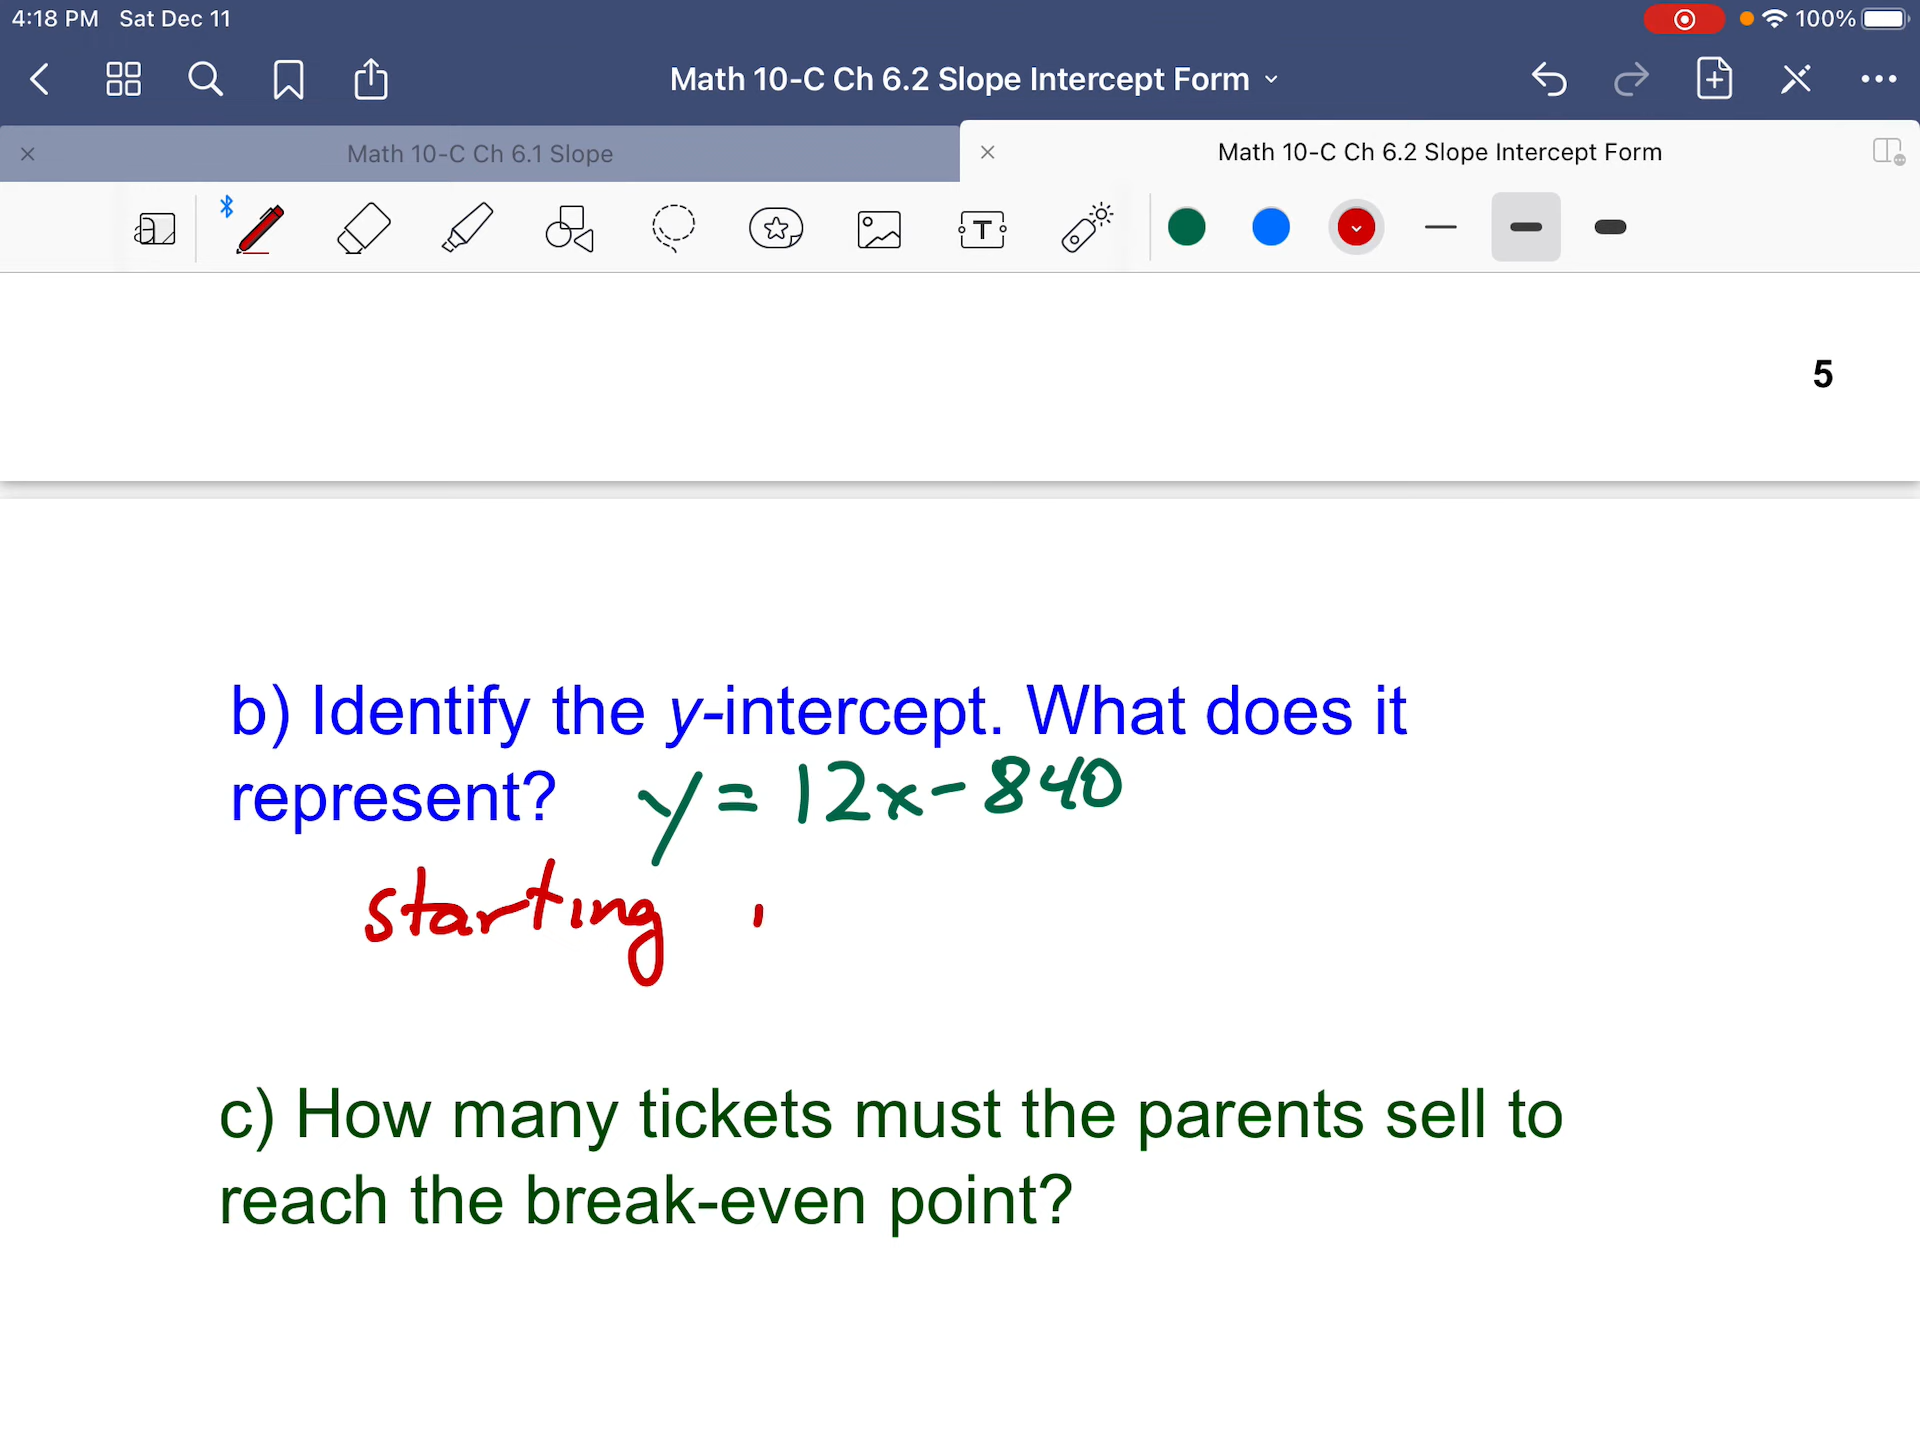 4:18 PM Sat Dec 11
100%
Math 10-C Ch 6.2 Slope Intercept Form
Math 10-C Ch 6.1 Slope
Math 10-C Ch 6.2 Slope Intercept Form
5
b) Identify the y-intercept. What does it
represent? y = 12x - 840
starting
c) How many tickets must the parents sell to
reach the break-even point?